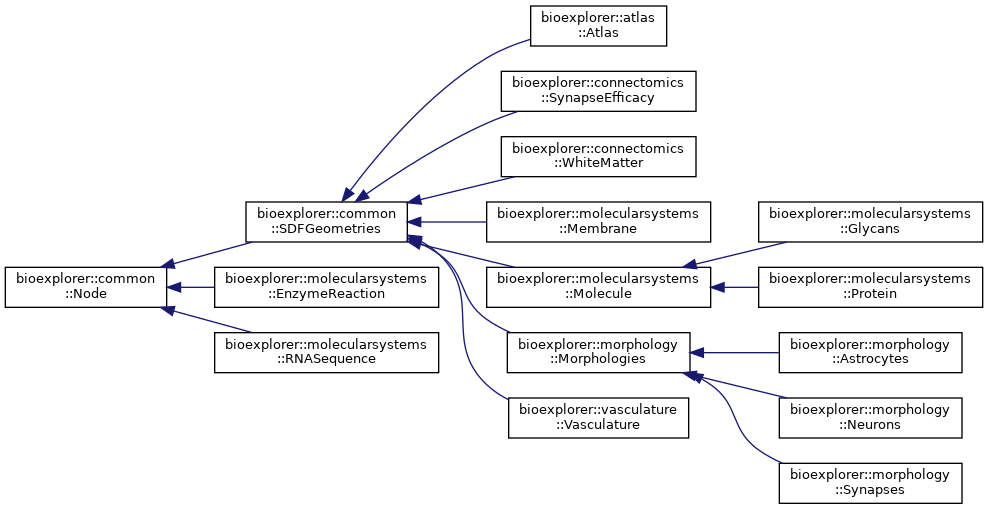 bioexplorer::atlas
::Atlas
bioexplorer::connectomics
::SynapseEfficacy
bioexplorer::connectomics
::WhiteMatter
bioexplorer::common
::SDFGeometries
bioexplorer::molecularsystems
::Membrane
bioexplorer::molecularsystems
::Glycans
bioexplorer::common
::Node
bioexplorer::molecularsystems
::EnzymeReaction
bioexplorer::molecularsystems
::Molecule
bioexplorer::molecularsystems
::Protein
bioexplorer::molecularsystems
::RNASequence
bioexplorer::morphology
::Morphologies
bioexplorer::morphology
::Astrocytes
bioexplorer::vasculature
::Vasculature
bioexplorer::morphology
::Neurons
bioexplorer::morphology
::Synapses